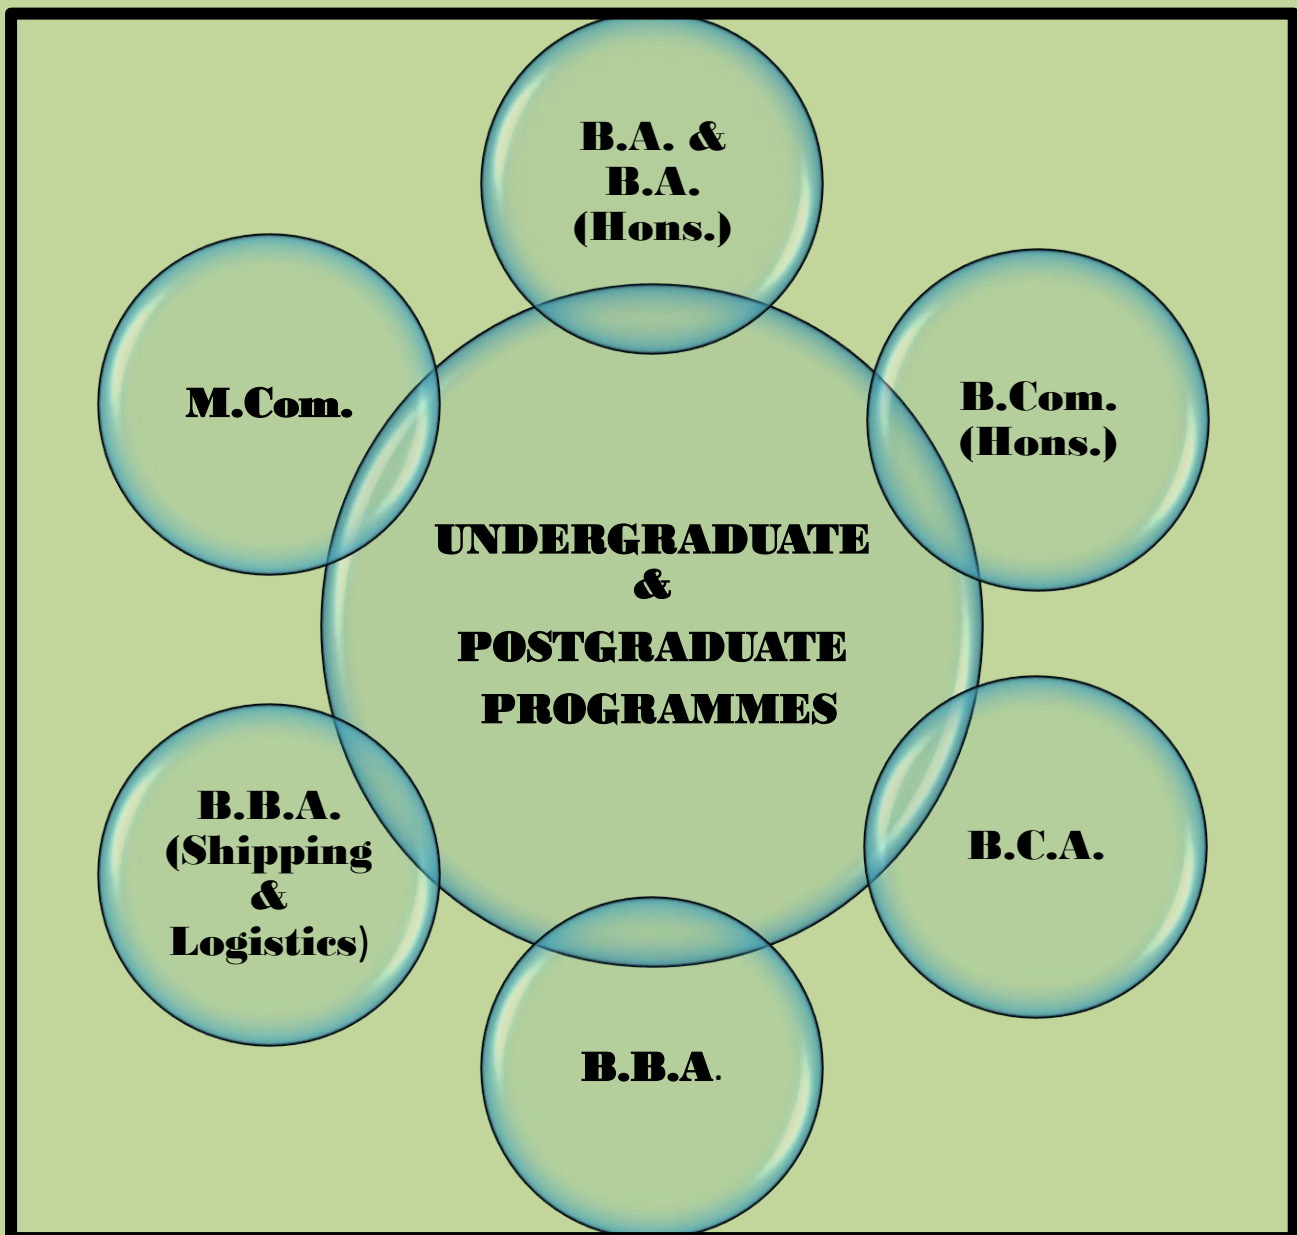 B.A. &
B.A.
(Hons.)
M.Com.
B.Com.
(Hons.)
UNDERGRADUATE
&
POSTGRADUATE
PROGRAMMES
B.B.A.
(Shipping
&
Logistics)
B.C.A.
B.B.A.